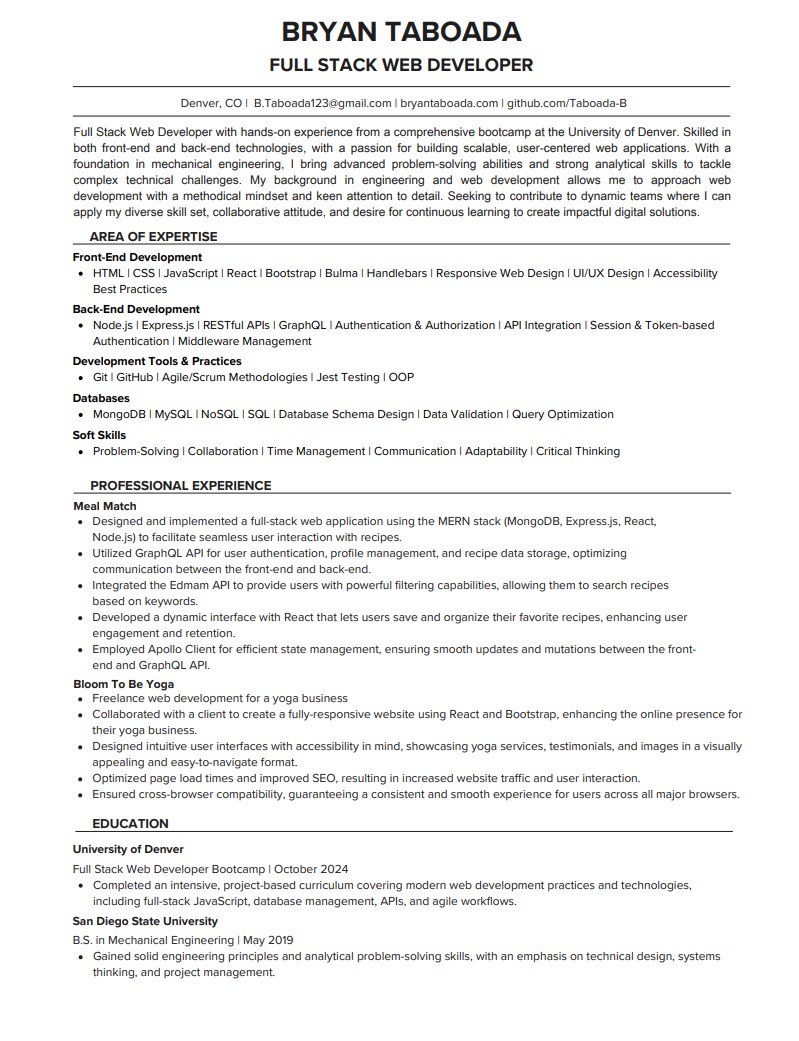 BRYAN TABOADA
FULL STACK WEB DEVELOPER
Denver, CO | B.Taboada123@gmail.com | bryantaboada.com | github.com/Taboada-B
Full Stack Web Developer with hands-on experience from a comprehensive bootcamp at the University of Denver. Skilled in
both front-end and back-end technologies, with a passion for building scalable, user-centered web applications. With a
foundation in mechanical engineering, I bring advanced problem-solving abilities and strong analytical skills to tackle
complex technical challenges. My background in engineering and web development allows me to approach web
development with a methodical mindset and keen attention to detail. Seeking to contribute to dynamic teams where I can
apply my diverse skill set, collaborative attitude, and desire for continuous learning to create impactful digital solutions.
AREA OF EXPERTISE
Front-End Development
• HTML | CSS | JavaScript | React | Bootstrap | Bulma | Handlebars | Responsive Web Design | UI/UX Design | Accessibility
Best Practices
Back-End Development
• Node.js | Express.js | RESTful APIs | GraphQL | Authentication & Authorization | API Integration | Session & Token-based
Authentication | Middleware Management
Development Tools & Practices
• Git | GitHub | Agile/Scrum Methodologies | Jest Testing | OOP
Databases
• MongoDB | MySQL | NoSQL | SQL | Database Schema Design | Data Validation | Query Optimization
Soft Skills
• Problem-Solving | Collaboration | Time Management | Communication | Adaptability | Critical Thinking
PROFESSIONAL EXPERIENCE
Meal Match
• Designed and implemented a full-stack web application using the MERN stack (MongoDB, Express.js, React,
Node.js) to facilitate seamless user interaction with recipes.
• Utilized GraphQL API for user authentication, profile management, and recipe data storage, optimizing
communication between the front-end and back-end.
• Integrated the Edmam API to provide users with powerful filtering capabilities, allowing them to search recipes
based on keywords.
• Developed a dynamic interface with React that lets users save and organize their favorite recipes, enhancing user
engagement and retention.
• Employed Apollo Client for efficient state management, ensuring smooth updates and mutations between the front-
end and GraphQL API.
Bloom To Be Yoga
• Freelance web development for a yoga business
• Collaborated with a client to create a fully-responsive website using React and Bootstrap, enhancing the online presence for
their yoga business.
• Designed intuitive user interfaces with accessibility in mind, showcasing yoga services, testimonials, and images in a visually
appealing and easy-to-navigate format.
• Optimized page load times and improved SEO, resulting in increased website traffic and user interaction.
• Ensured cross-browser compatibility, guaranteeing a consistent and smooth experience for users across all major browsers.
EDUCATION
University of Denver
Full Stack Web Developer Bootcamp | October 2024
• Completed an intensive, project-based curriculum covering modern web development practices and technologies,
including full-stack JavaScript, database management, APIs, and agile workflows.
San Diego State University
B.S. in Mechanical Engineering | May 2019
• Gained solid engineering principles and analytical problem-solving skills, with an emphasis on technical design, systems
thinking, and project management.